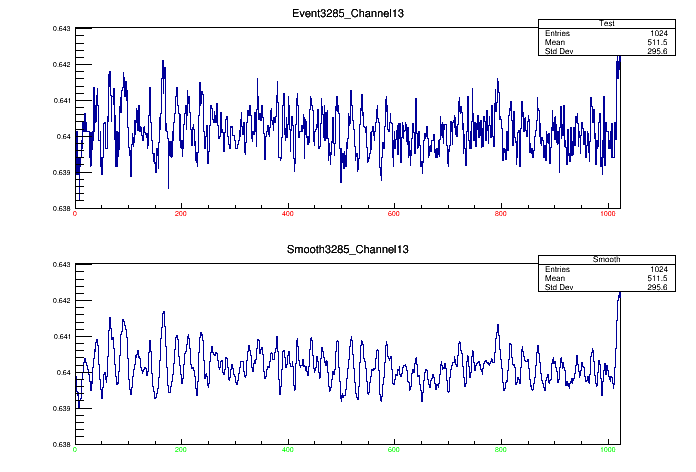 Event3285_Channel13
Test
Entries 1024
Mean 511.5
Std Dev 295.6
0.643
0.642
0.641
0.64
0.639
0.638
0 200 400 600 800 1000
Smooth3285_Channel13
Smooth
Entries 1024
Mean 511.5
Std Dev 295.6
0.643
0.642
0.641
0.64
0.639
0.638
0 200 400 600 800 1000